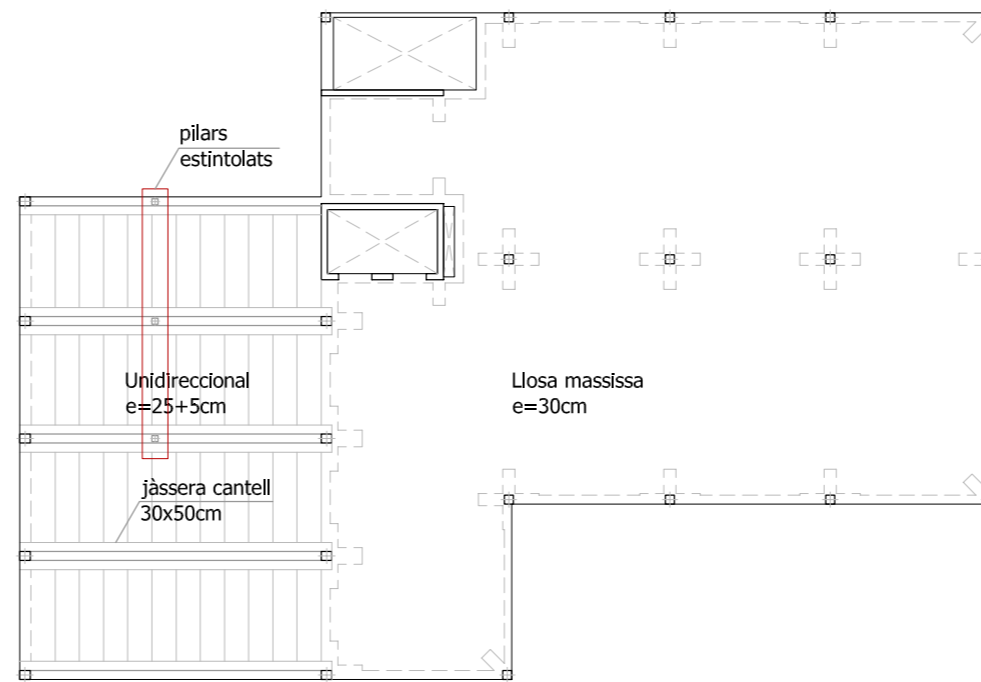 pilars
estintolats
Unidireccional
e=25+5cm
Llosa massissa
e=30cm
jàssera cantell
30x50cm